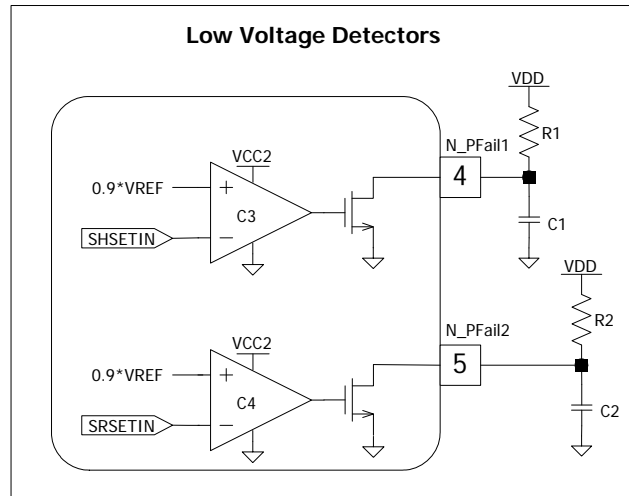 Low Voltage Detectors
VDD
R1
N_PFail1
4
VCC2
0.9*VREF
+
C3
SHSETIN
−
C1
VDD
R2
N_PFail2
5
VCC2
0.9*VREF
+
C4
SRSETIN
−
C2